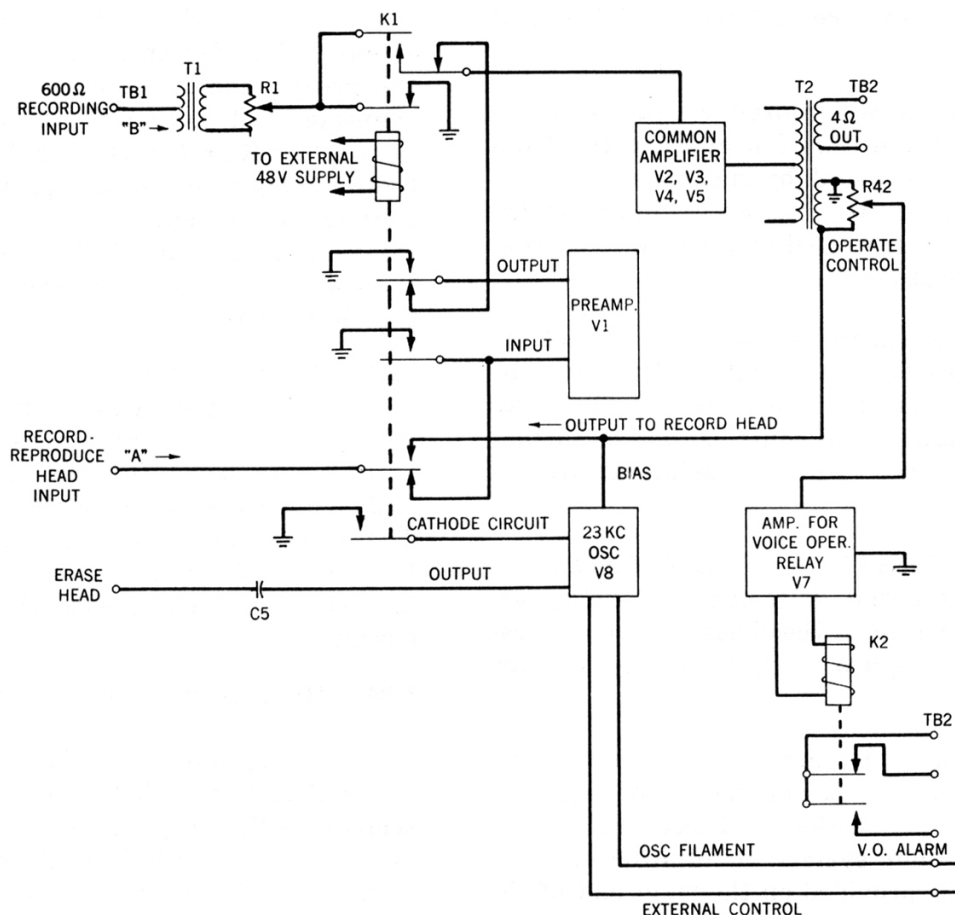 K1
600Ω
RECORDING
INPUT
TB1
"B" →
T1
R1
TO EXTERNAL
48V SUPPLY
COMMON
AMPLIFIER
V2, V3,
V4, V5
T2
TB2
4Ω
OUT
R42
OPERATE
CONTROL
OUTPUT
PREAMP.
V1
INPUT
← OUTPUT TO RECORD HEAD
RECORD-
REPRODUCE
HEAD
INPUT
"A" →
BIAS
CATHODE CIRCUIT
23 KC
OSC
V8
AMP. FOR
VOICE OPER.
RELAY
V7
ERASE
HEAD
C5
OUTPUT
K2
TB2
V.O. ALARM
OSC FILAMENT
EXTERNAL CONTROL